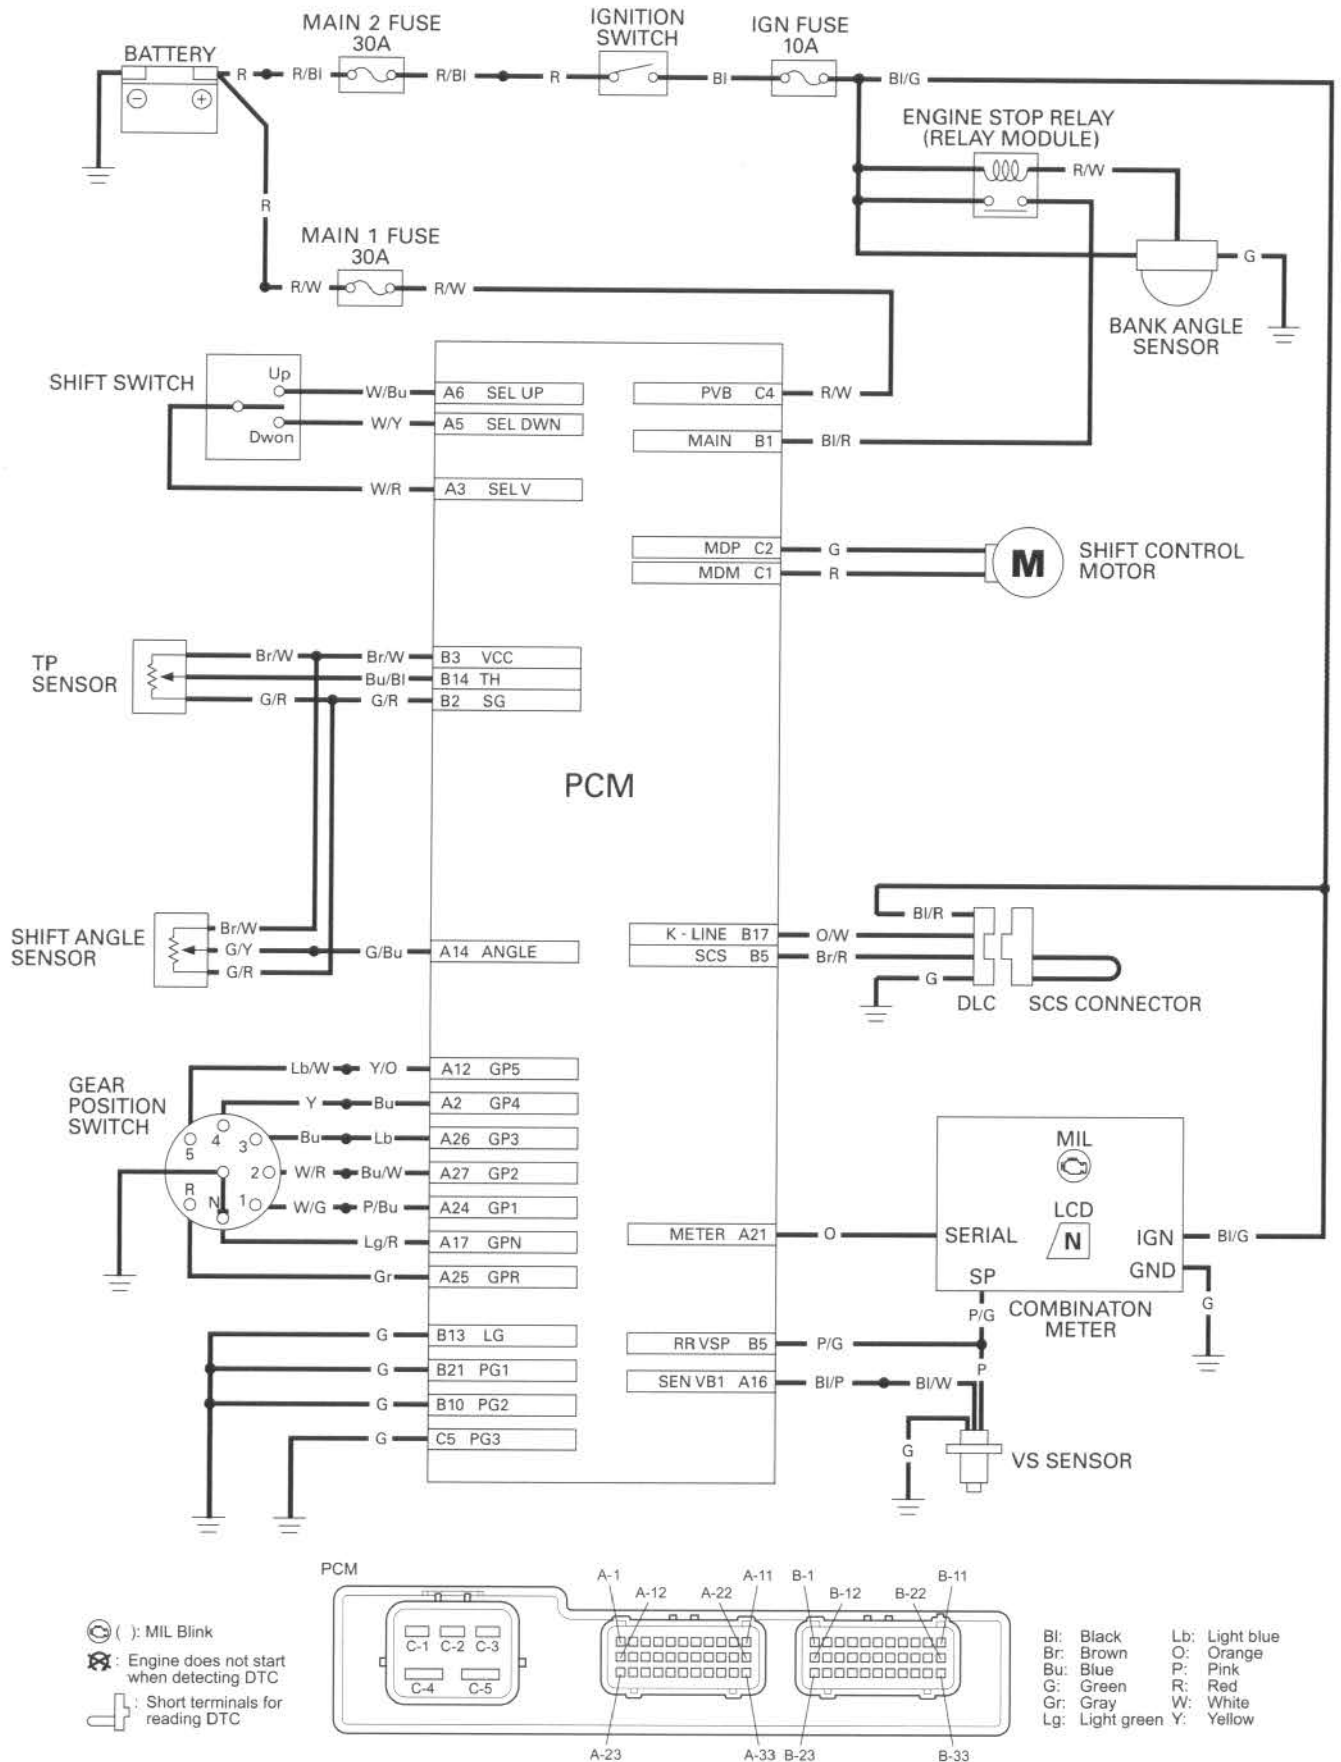 MAIN 2 FUSE
30A
IGNITION
SWITCH
IGN FUSE
10A
BATTERY
R R/Bl R/Bl R Bl Bl/G
ENGINE STOP RELAY
(RELAY MODULE)
R/W
R
MAIN 1 FUSE
30A
R/W R/W
G
BANK ANGLE
SENSOR
SHIFT SWITCH
Up
Dwon
W/Bu A6 SEL UP
W/Y A5 SEL DWN
W/R A3 SEL V
PVB C4 R/W
MAIN B1 Bl/R
MDP C2 G
MDM C1 R
M
SHIFT CONTROL
MOTOR
TP
SENSOR
Br/W Br/W B3 VCC
Bu/Bl B14 TH
G/R G/R B2 SG
PCM
SHIFT ANGLE
SENSOR
Br/W
G/Y G/Bu A14 ANGLE
G/R
Bl/R
K - LINE B17 O/W
SCS B5 Br/R
G
DLC
SCS CONNECTOR
GEAR
POSITION
SWITCH
5 4 3 2 1 N R
Lb/W Y/O A12 GP5
Y Bu A2 GP4
Bu Lb A26 GP3
W/R Bu/W A27 GP2
W/G P/Bu A24 GP1
Lg/R A17 GPN
Gr A25 GPR
G B13 LG
G B21 PG1
G B10 PG2
G C5 PG3
MIL
LCD
N
METER A21 O SERIAL
IGN Bl/G
GND
G
SP
P/G
COMBINATON
METER
RR VSP B5 P/G
P
SEN VB1 A16 Bl/P Bl/W
G
VS SENSOR
PCM
A-1 A-12 A-22 A-11 B-1 B-12 B-22 B-11
C-1 C-2 C-3
C-4 C-5
A-23 A-33 B-23 B-33
( ): MIL Blink
: Engine does not start
when detecting DTC
: Short terminals for
reading DTC
Bl: Black
Br: Brown
Bu: Blue
G: Green
Gr: Gray
Lg: Light green
Lb: Light blue
O: Orange
P: Pink
R: Red
W: White
Y: Yellow